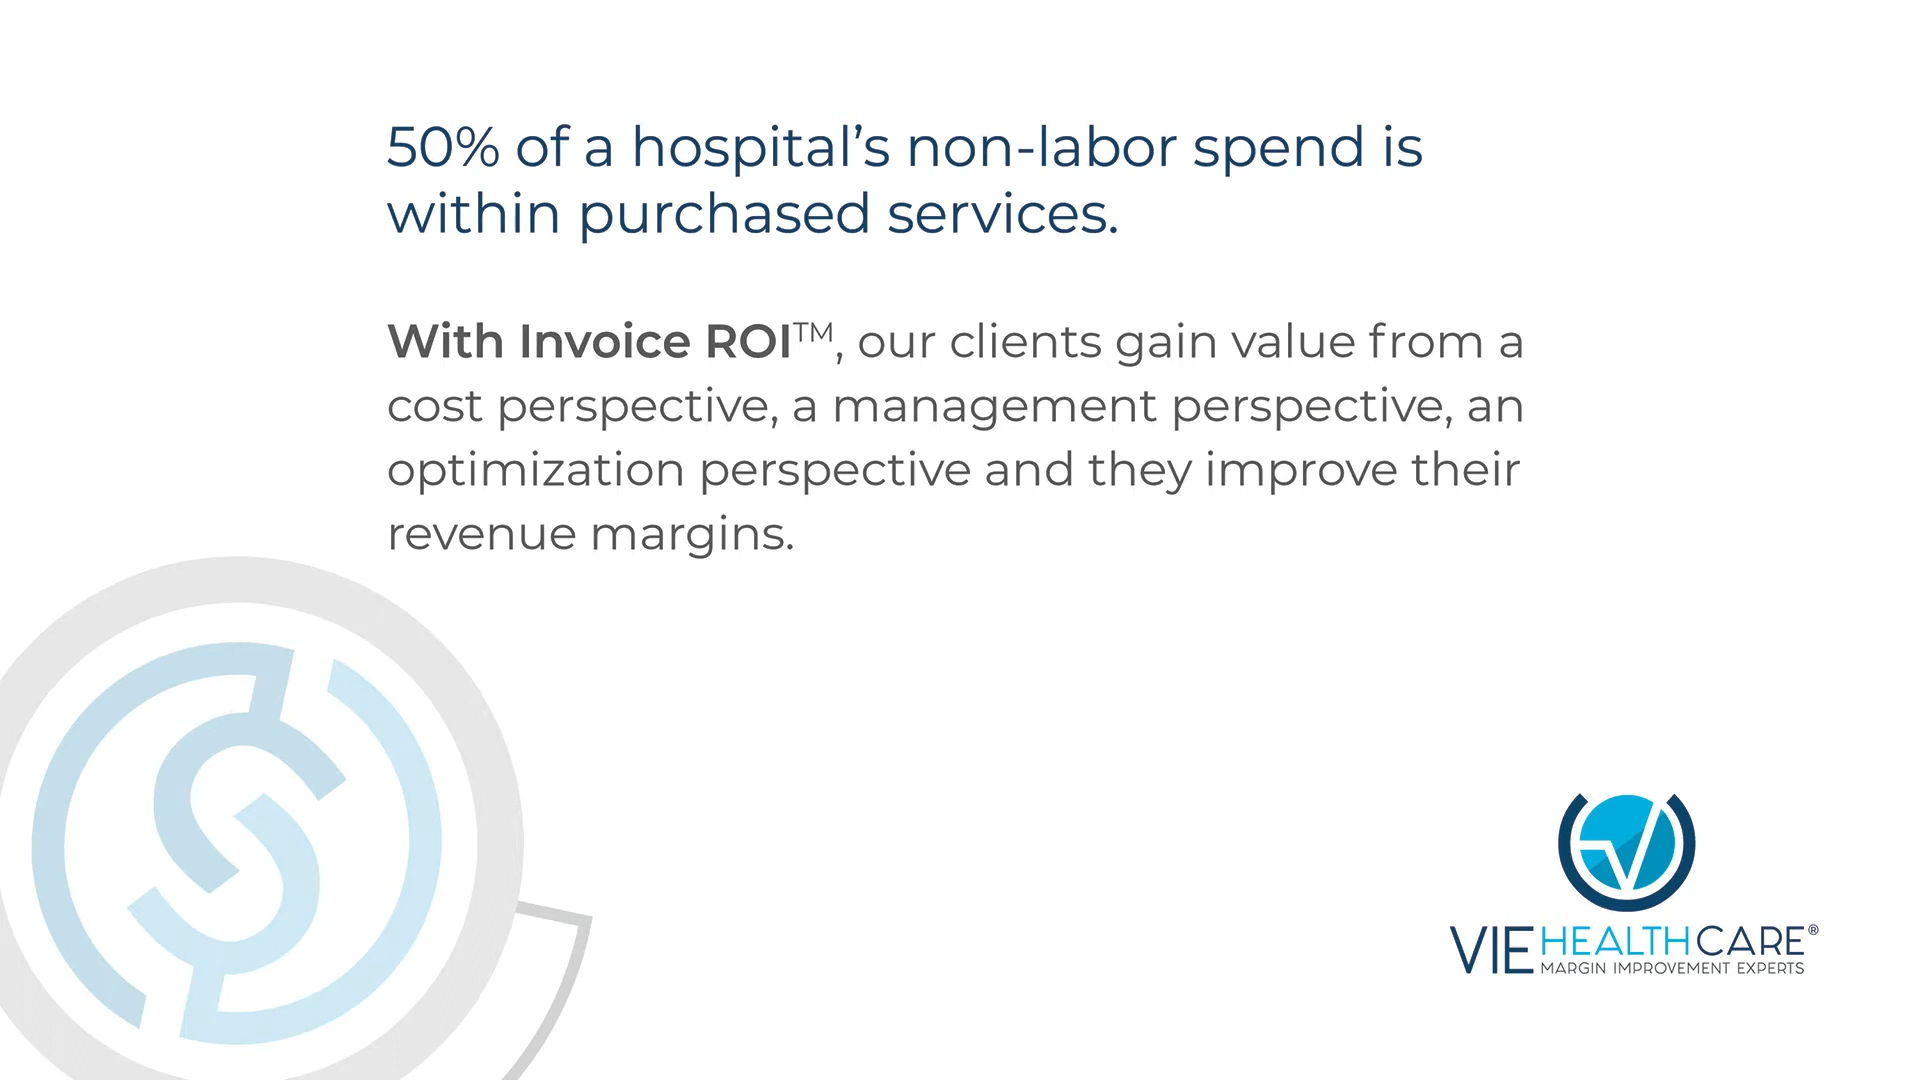 50% of a hospital’s non-labor spend is
within purchased services.
With Invoice ROI™, our clients gain value from a
cost perspective, a management perspective, an
optimization perspective and they improve their
revenue margins.
VIE HEALTHCARE®
MARGIN IMPROVEMENT EXPERTS